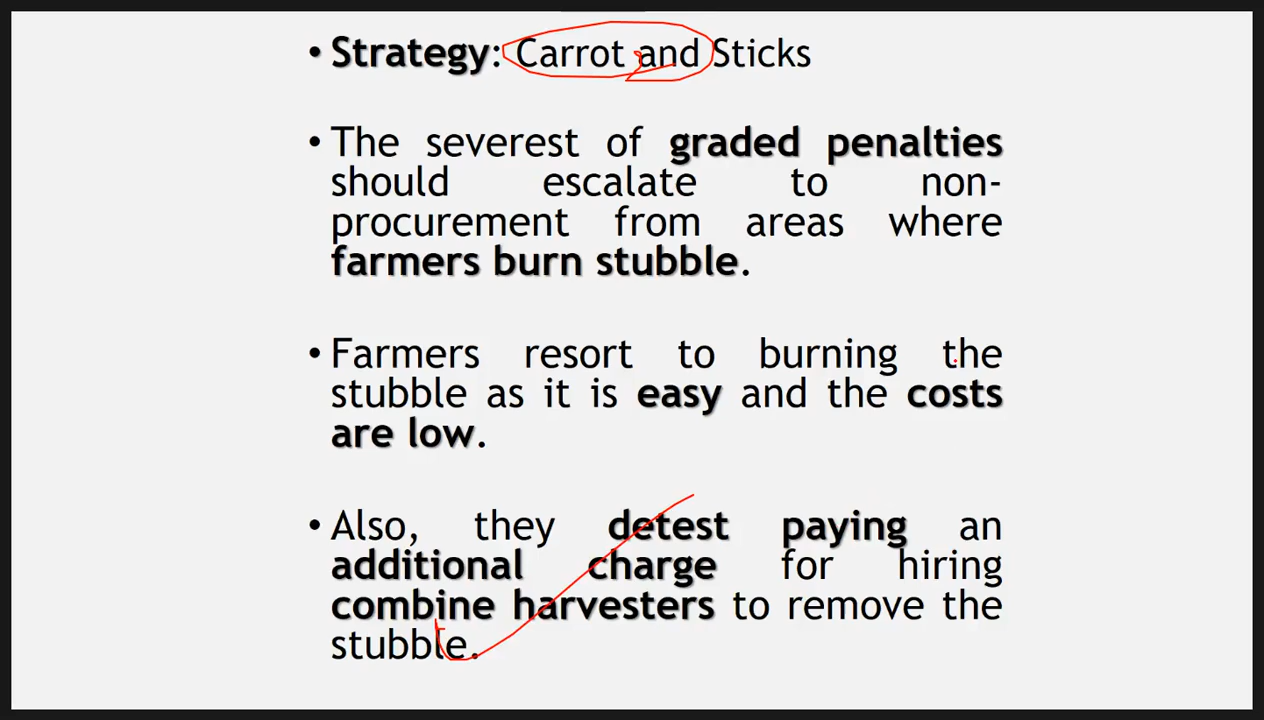 • Strategy: Carrot and Sticks
• The severest of graded penalties
should escalate to non-
procurement from areas where
farmers burn stubble.
• Farmers resort to burning the
stubble as it is easy and the costs
are low.
• Also, they detest paying an
additional charge for hiring
combine harvesters to remove the
stubble.